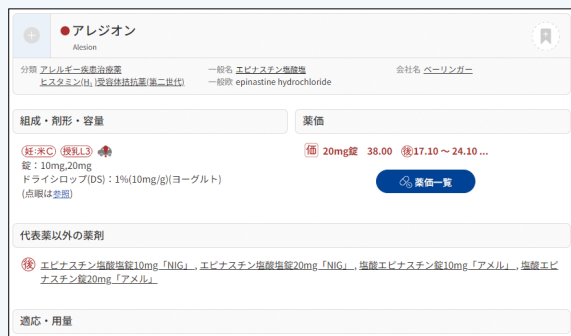 アレジオン
Alesion
分類 アレルギー疾患治療薬
ヒスタミン(H₁)受容体拮抗薬(第二世代)
一般名 エピナスチン塩酸塩
一般欧 epinastine hydrochloride
会社名 ベーリンガー
組成・剤形・容量
妊:米C 授乳L3
錠：10mg,20mg
ドライシロップ(DS)：1%(10mg/g)(ヨーグルト)
(点眼は参照)
薬価
価 20mg錠 38.00 後17.10 ～ 24.10 ...
薬価一覧
代表薬以外の薬剤
後 エピナスチン塩酸塩錠10mg「NIG」, エピナスチン塩酸塩錠20mg「NIG」, 塩酸エピナスチン錠10mg「アメル」, 塩酸エピ
ナスチン錠20mg「アメル」
適応・用量